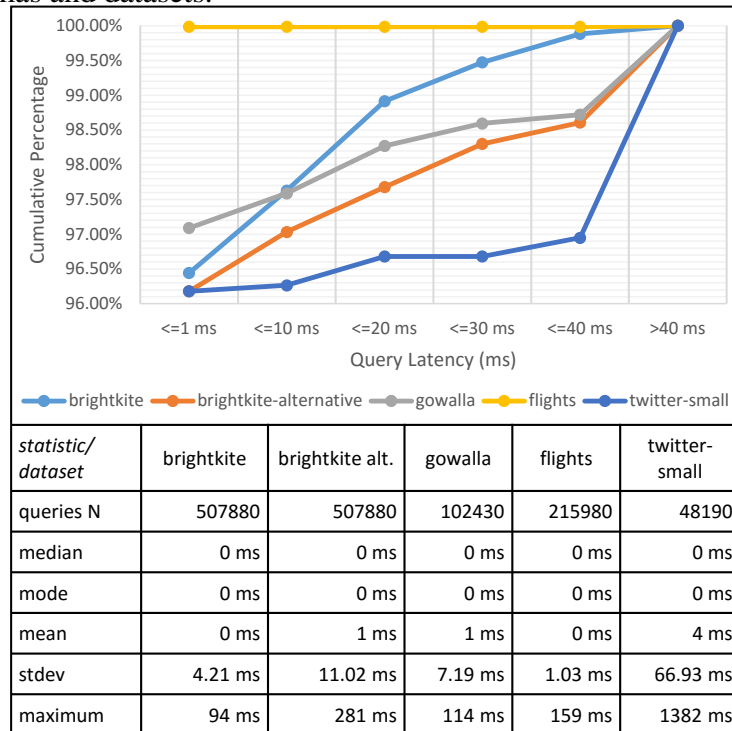 nas and datasets.
100.00%
99.50%
99.00%
98.50%
98.00%
97.50%
97.00%
96.50%
96.00%
Cumulative Percentage
<=1 ms <=10 ms <=20 ms <=30 ms <=40 ms >40 ms
Query Latency (ms)
brightkite brightkite-alternative gowalla flights twitter-small
statistic/ dataset brightkite brightkite alt. gowalla flights twitter-small
queries N 507880 507880 102430 215980 48190
median 0 ms 0 ms 0 ms 0 ms 0 ms
mode 0 ms 0 ms 0 ms 0 ms 0 ms
mean 0 ms 1 ms 1 ms 0 ms 4 ms
stdev 4.21 ms 11.02 ms 7.19 ms 1.03 ms 66.93 ms
maximum 94 ms 281 ms 114 ms 159 ms 1382 ms